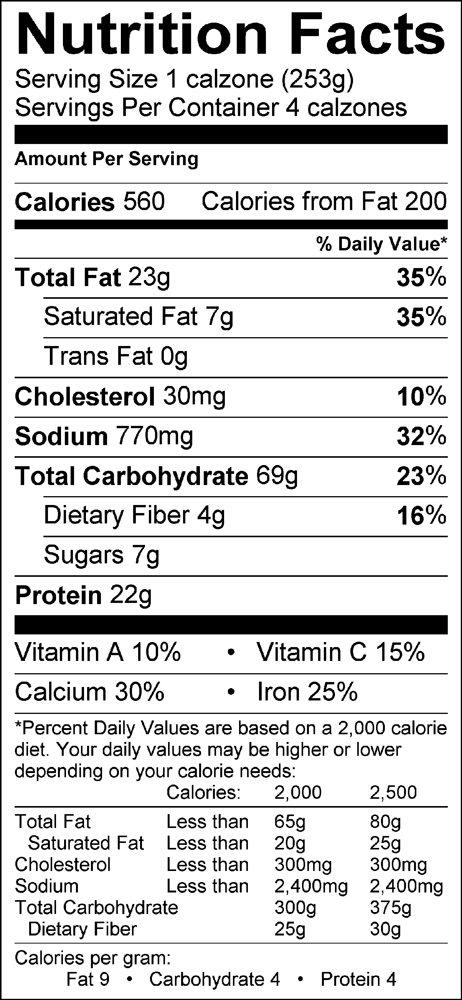 Nutrition Facts
Serving Size 1 calzone (253g)
Servings Per Container 4 calzones
Amount Per Serving
Calories 560 Calories from Fat 200
% Daily Value*
Total Fat 23g 35%
Saturated Fat 7g 35%
Trans Fat 0g
Cholesterol 30mg 10%
Sodium 770mg 32%
Total Carbohydrate 69g 23%
Dietary Fiber 4g 16%
Sugars 7g
Protein 22g
Vitamin A 10% • Vitamin C 15%
Calcium 30% • Iron 25%
*Percent Daily Values are based on a 2,000 calorie
diet. Your daily values may be higher or lower
depending on your calorie needs:
Calories: 2,000 2,500
Total Fat Less than 65g 80g
Saturated Fat Less than 20g 25g
Cholesterol Less than 300mg 300mg
Sodium Less than 2,400mg 2,400mg
Total Carbohydrate 300g 375g
Dietary Fiber 25g 30g
Calories per gram:
Fat 9 • Carbohydrate 4 • Protein 4